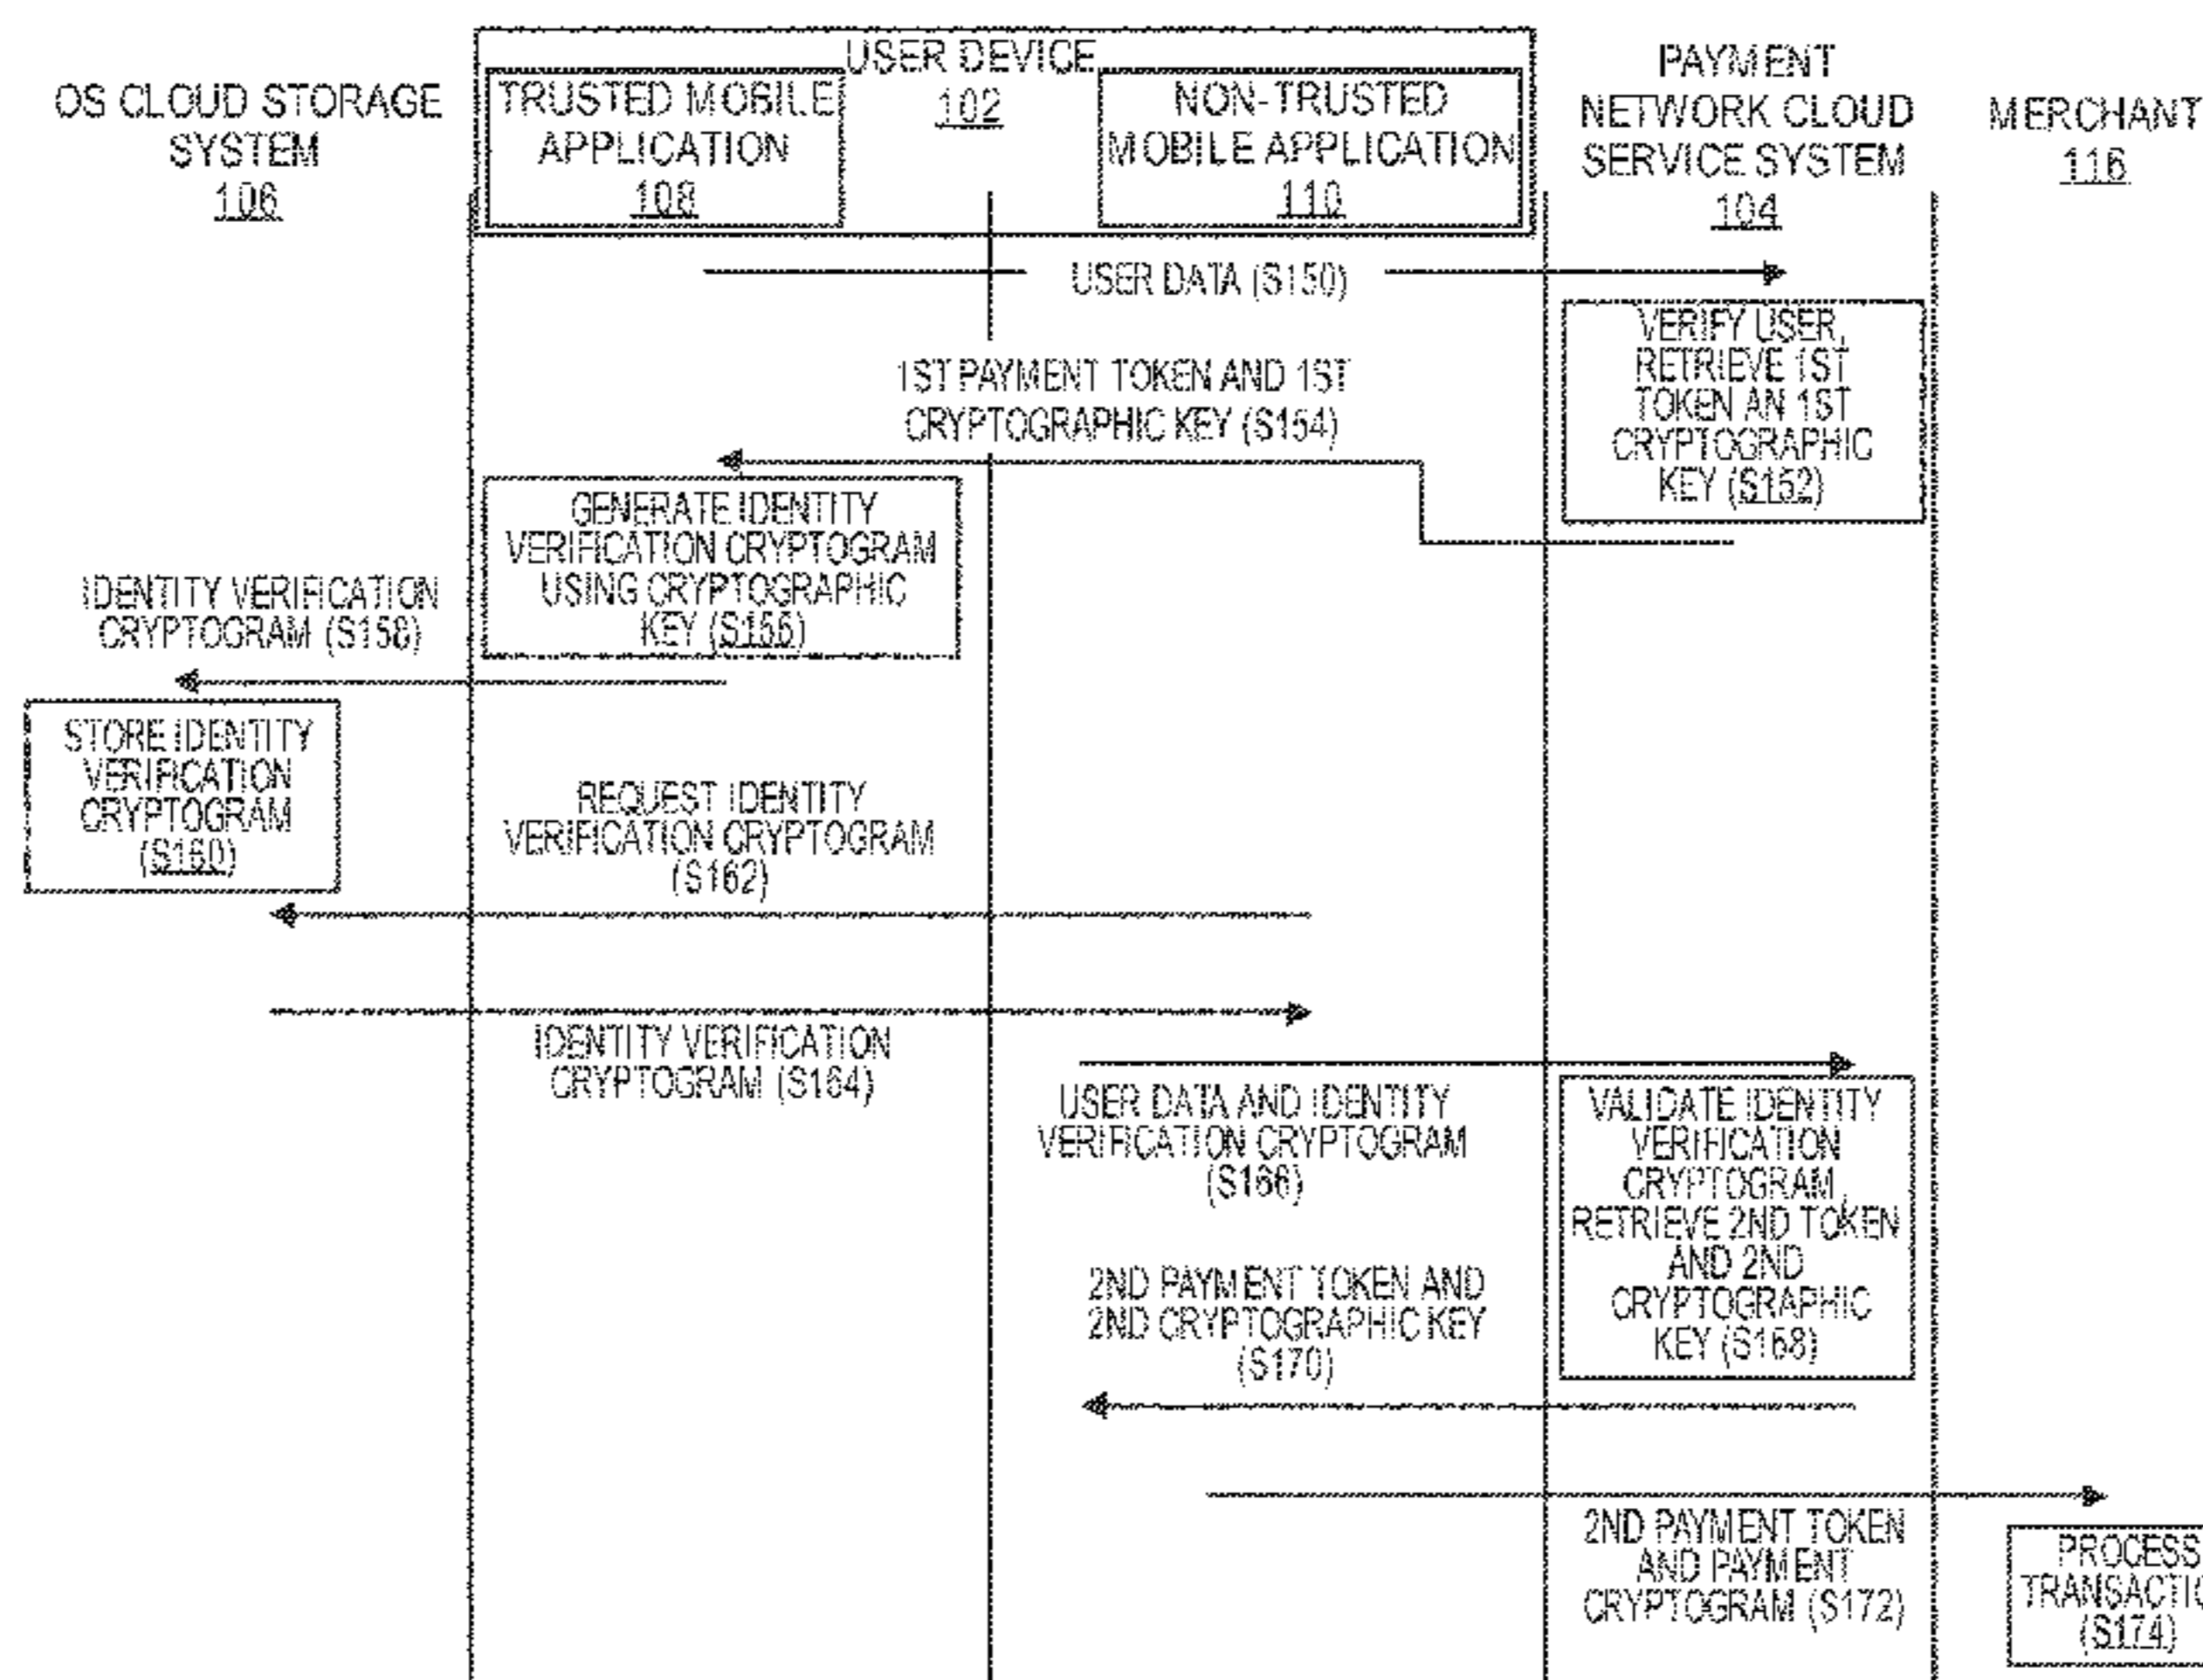 USER DEVICE
102
OS CLOUD STORAGE
SYSTEM
106
TRUSTED MOBILE
APPLICATION
108
NON-TRUSTED
MOBILE APPLICATION
110
PAYMENT
NETWORK CLOUD
SERVICE SYSTEM
104
MERCHANT
116
USER DATA (S150)
VERIFY USER,
RETRIEVE 1ST
TOKEN AN 1ST
CRYPTOGRAPHIC
KEY (S152)
1ST PAYMENT TOKEN AND 1ST
CRYPTOGRAPHIC KEY (S154)
GENERATE IDENTITY
VERIFICATION CRYPTOGRAM
USING CRYPTOGRAPHIC
KEY (S156)
IDENTITY VERIFICATION
CRYPTOGRAM (S158)
STORE IDENTITY
VERIFICATION
CRYPTOGRAM
(S160)
REQUEST IDENTITY
VERIFICATION CRYPTOGRAM
(S162)
IDENTITY VERIFICATION
CRYPTOGRAM (S164)
USER DATA AND IDENTITY
VERIFICATION CRYPTOGRAM
(S166)
VALIDATE IDENTITY
VERIFICATION
CRYPTOGRAM,
RETRIEVE 2ND TOKEN
AND 2ND
CRYPTOGRAPHIC
KEY (S168)
2ND PAYMENT TOKEN AND
2ND CRYPTOGRAPHIC KEY
(S170)
2ND PAYMENT TOKEN
AND PAYMENT
CRYPTOGRAM (S172)
PROCESS
TRANSACTIO
(S174)